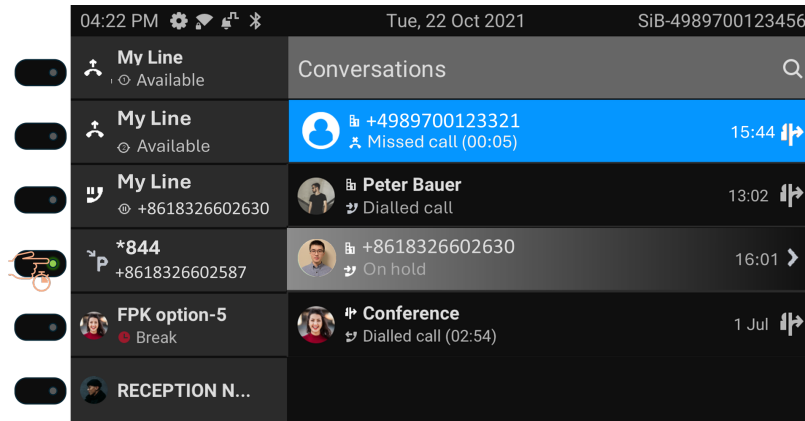 04:22 PM Tue, 22 Oct 2021 SiB-4989700123456
My Line
Available
My Line
Available
My Line
+8618326602630
*844
+8618326602587
FPK option-5
Break
RECEPTION N...
Conversations
+4989700123321
Missed call (00:05)
15:44
Peter Bauer
Dialled call
13:02
+8618326602630
On hold
16:01
Conference
Dialled call (02:54)
1 Jul